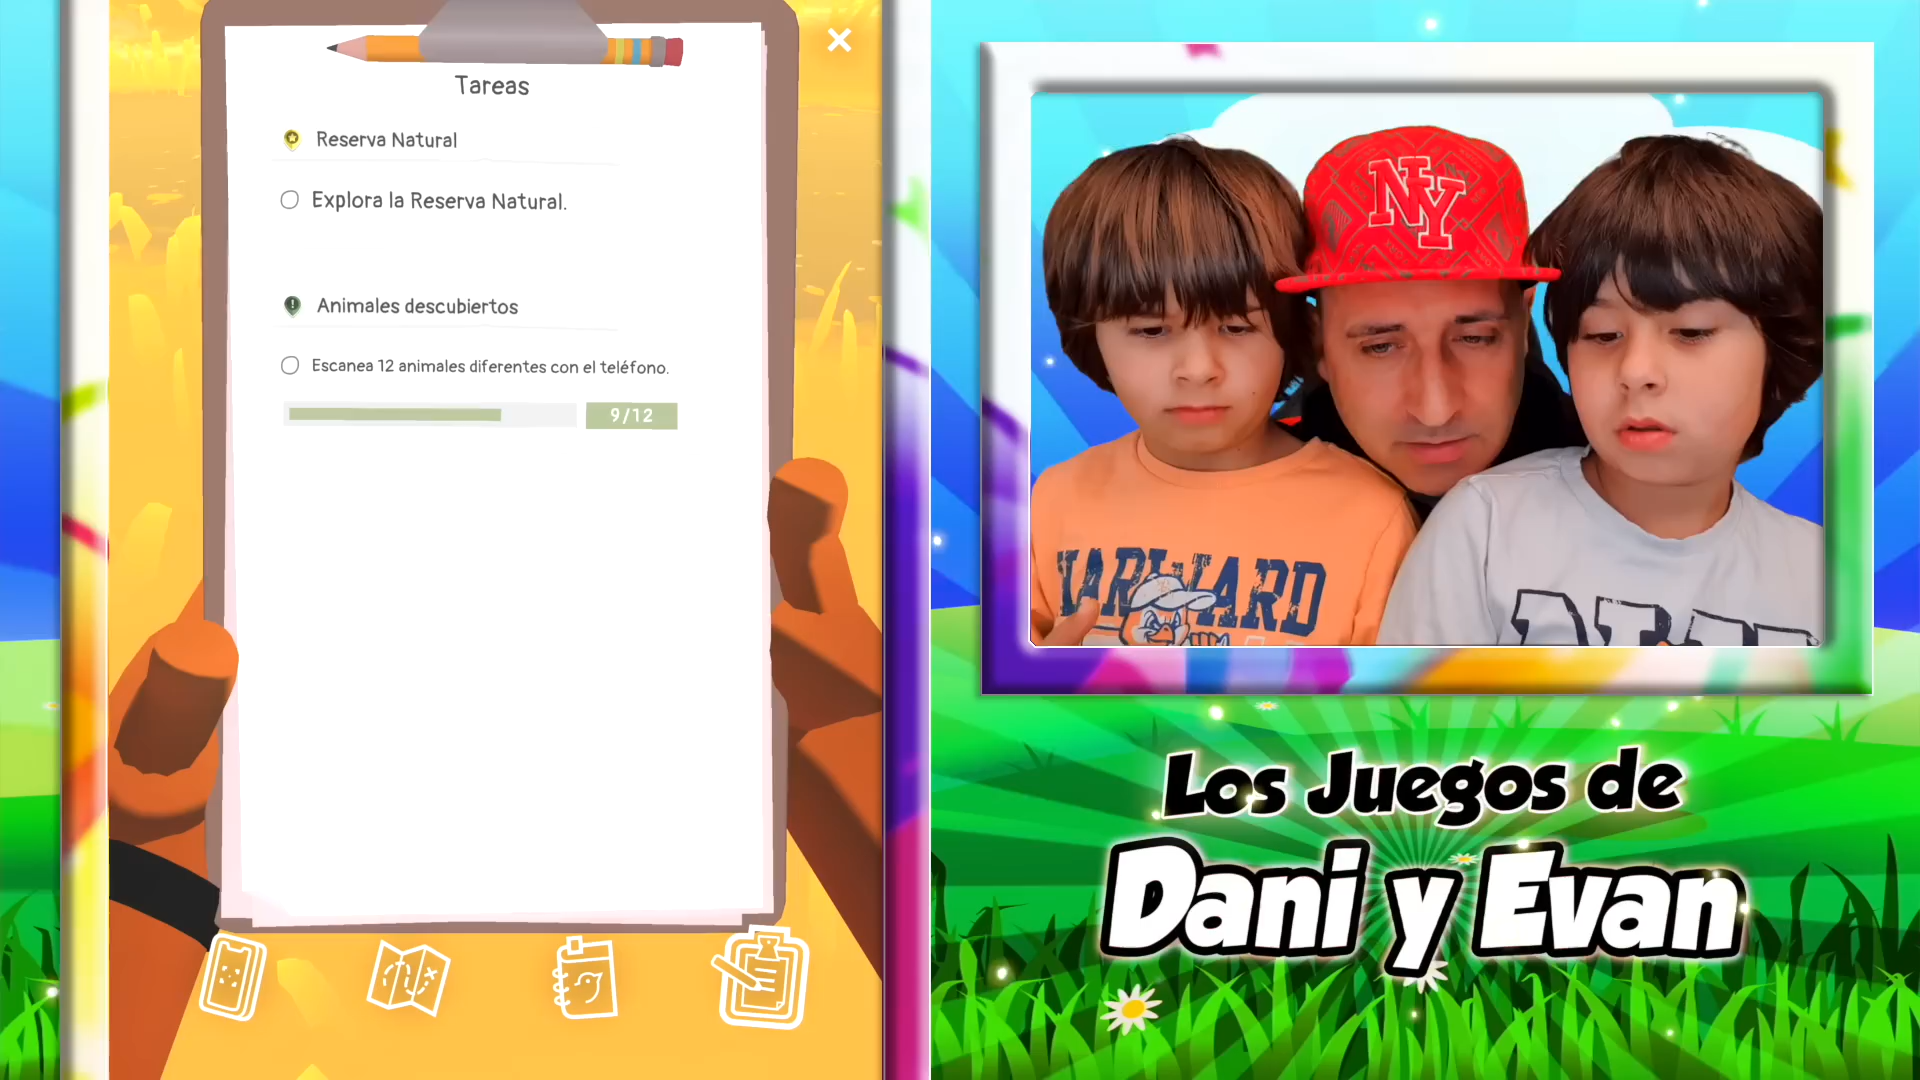 Tareas
Reserva Natural
Explora la Reserva Natural.
Animales descubiertos
Escanea 12 animales diferentes con el teléfono.
9/12
NY
HARVARD
Los Juegos de
Dani y Evan